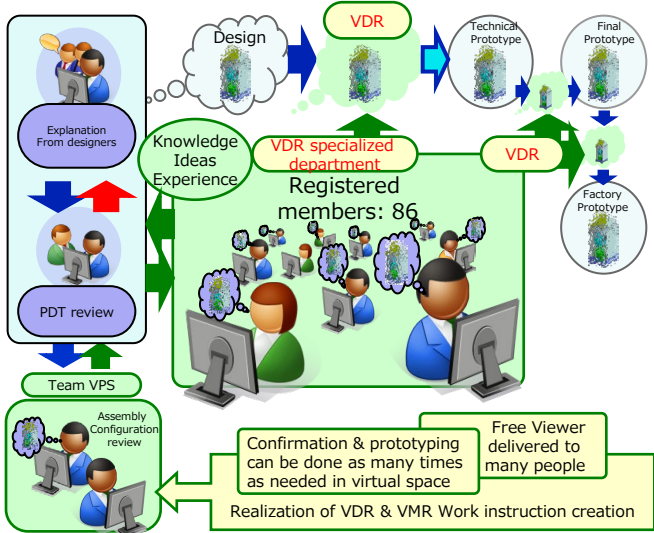 Design
VDR
Technical
Prototype
Final
Prototype
Explanation
From designers
Knowledge
Ideas
Experience
VDR specialized
department
VDR
Registered
members: 86
Factory
Prototype
PDT review
Team VPS
Assembly
Configuration
review
Confirmation & prototyping
can be done as many times
as needed in virtual space
Free Viewer
delivered to
many people
Realization of VDR & VMR Work instruction creation